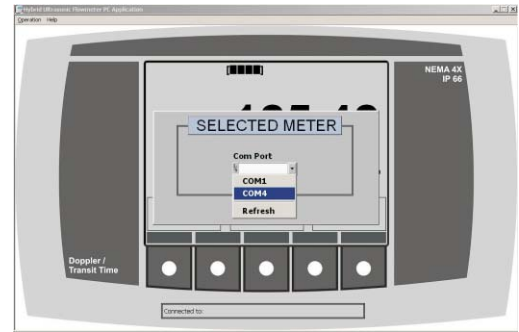 Hybrid Ultrasonic Flowmeter PC Application
Operation Help
NEMA 4X
IP 66
SELECTED METER
Com Port
COM1
COM4
Refresh
Doppler /
Transit Time
Connected to: